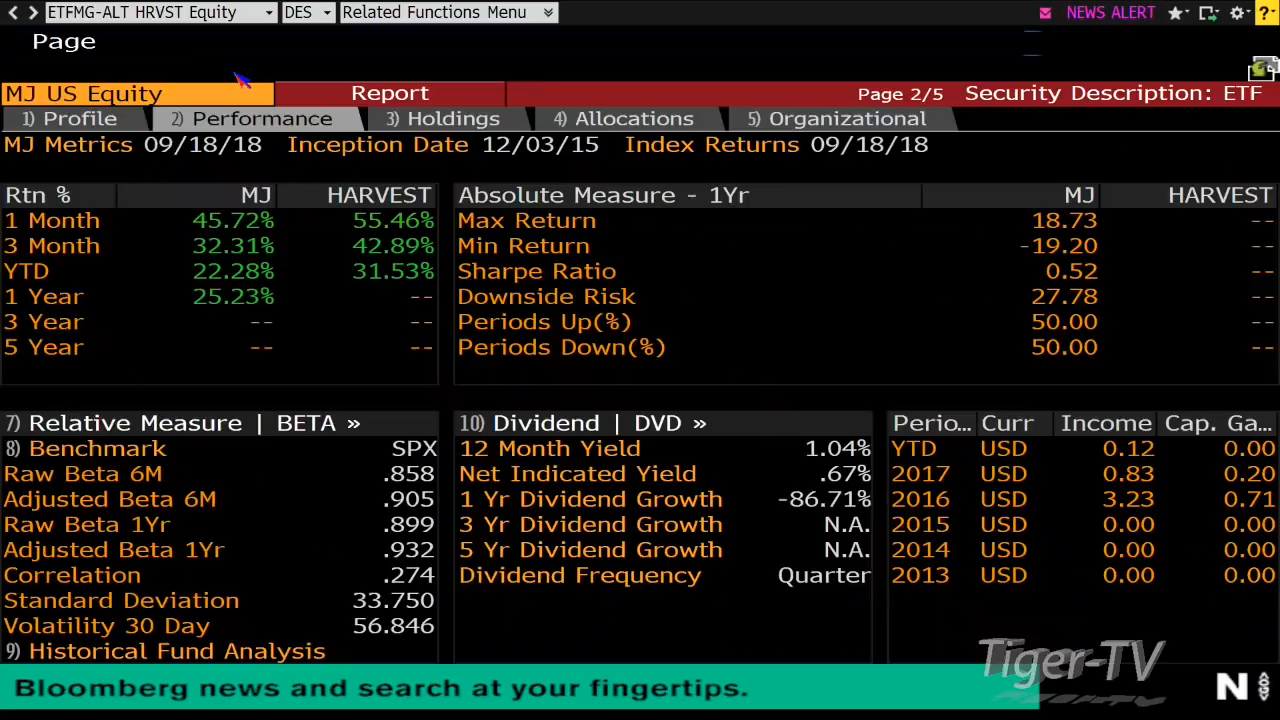 ETFMG-ALT HRVST Equity DES Related Functions Menu NEWS ALERT ?
Page
MJ US Equity Report Page 2/5 Security Description: ETF
1) Profile 2) Performance 3) Holdings 4) Allocations 5) Organizational
MJ Metrics 09/18/18 Inception Date 12/03/15 Index Returns 09/18/18
Rtn % MJ HARVEST Absolute Measure - 1Yr MJ HARVEST
1 Month 45.72% 55.46% Max Return 18.73 --
3 Month 32.31% 42.89% Min Return -19.20 --
YTD 22.28% 31.53% Sharpe Ratio 0.52 --
1 Year 25.23% -- Downside Risk 27.78 --
3 Year -- -- Periods Up(%) 50.00 --
5 Year -- -- Periods Down(%) 50.00 --
7) Relative Measure | BETA » 10) Dividend | DVD » Perio... Curr Income Cap. Ga...
8) Benchmark SPX 12 Month Yield 1.04% YTD USD 0.12 0.00
Raw Beta 6M .858 Net Indicated Yield .67% 2017 USD 0.83 0.20
Adjusted Beta 6M .905 1 Yr Dividend Growth -86.71% 2016 USD 3.23 0.71
Raw Beta 1Yr .899 3 Yr Dividend Growth N.A. 2015 USD 0.00 0.00
Adjusted Beta 1Yr .932 5 Yr Dividend Growth N.A. 2014 USD 0.00 0.00
Correlation .274 Dividend Frequency Quarter 2013 USD 0.00 0.00
Standard Deviation 33.750
Volatility 30 Day 56.846
9) Historical Fund Analysis
Tiger-TV
Bloomberg news and search at your fingertips. N